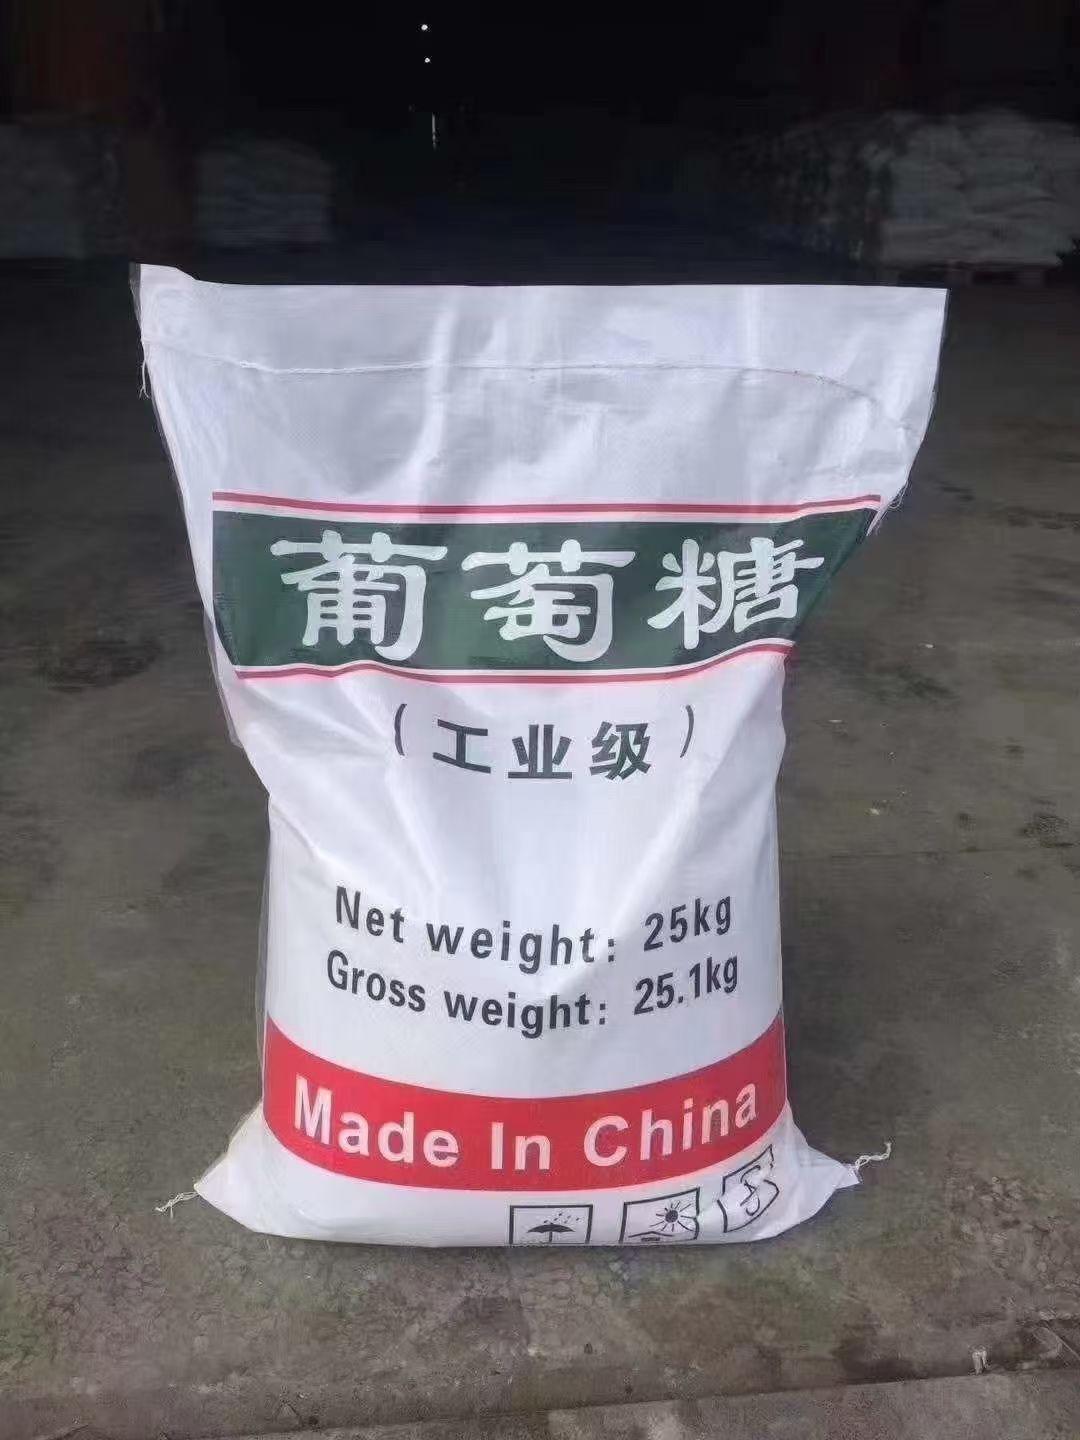 葡萄糖
（工业级）
Net weight: 25kg
Gross weight: 25.1kg
Made In China